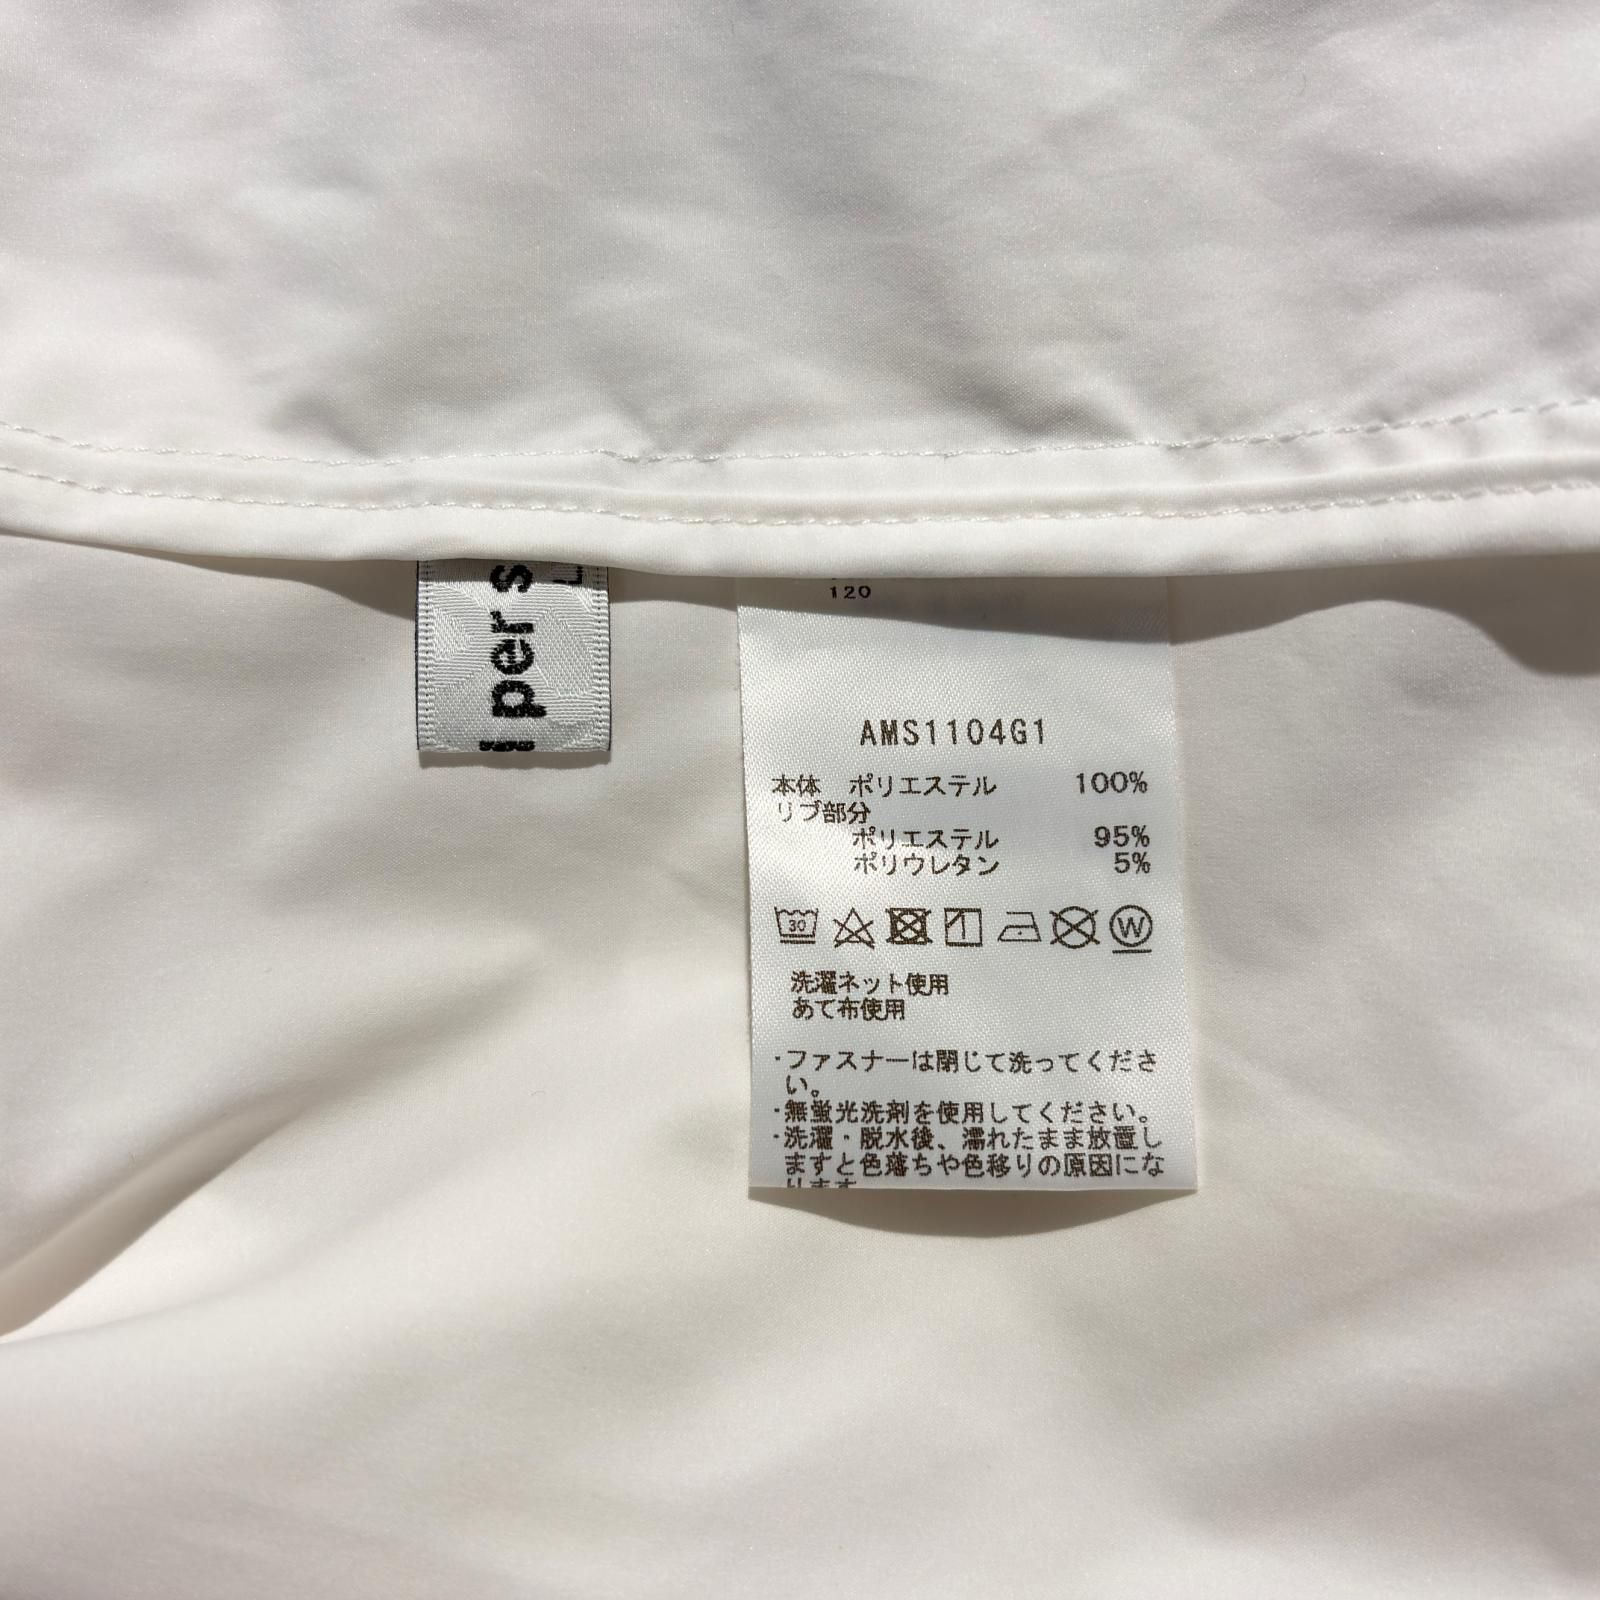 per s
120
AMS1104G1
本体 ポリエステル 100%
リブ部分
ポリエステル 95%
ポリウレタン 5%
30
W
洗濯ネット使用
あて布使用
・ファスナーは閉じて洗ってくださ
い。
・無蛍光洗剤を使用してください。
・洗濯・脱水後、濡れたまま放置し
ますと色落ちや色移りの原因にな
ります